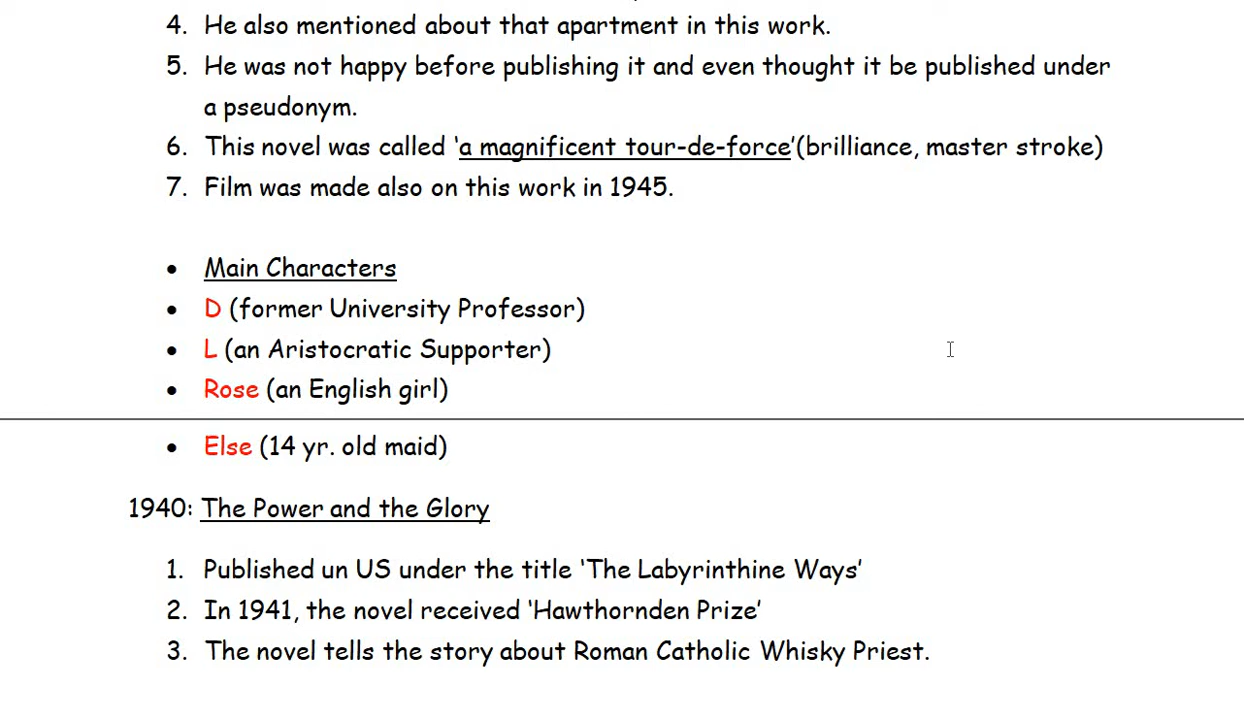 4. He also mentioned about that apartment in this work.
5. He was not happy before publishing it and even thought it be published under
a pseudonym.
6. This novel was called ‘a magnificent tour-de-force’(brilliance, master stroke)
7. Film was made also on this work in 1945.
• Main Characters
• D (former University Professor)
• L (an Aristocratic Supporter)
• Rose (an English girl)
• Else (14 yr. old maid)
1940: The Power and the Glory
1. Published un US under the title ‘The Labyrinthine Ways’
2. In 1941, the novel received ‘Hawthornden Prize’
3. The novel tells the story about Roman Catholic Whisky Priest.